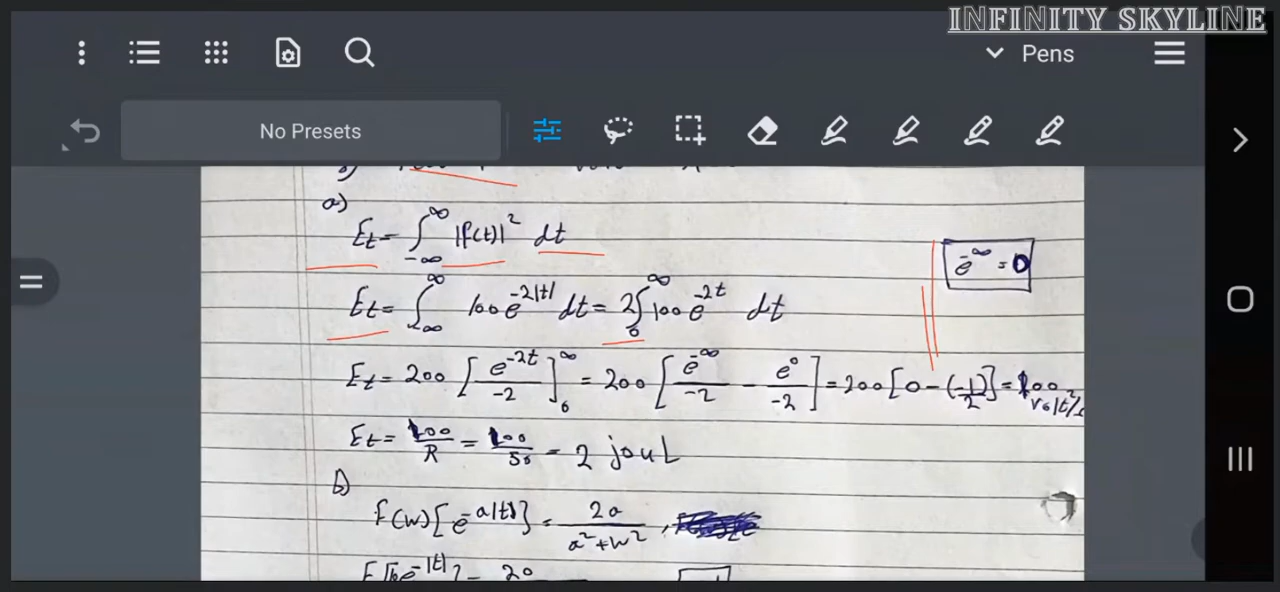 INFINITY SKYLINE
Pens
No Presets
a)
Et = ∫_{-∞}^{∞} |f(t)|² dt
e^{-∞} = 0
Et = ∫_{-∞}^{∞} 100 e^{-2|t|} dt = 2∫_{0}^{∞} 100 e^{-2t} dt
Et = 200 [e^{-2t}/-2]_{0}^{∞} = 200 [e^{-∞}/-2 - e^{0}/-2] = 200 [0 - (-1/2)] = 100
Et = 100/R = 100/50 = 2 joul
b)
f(w)[e^{-a|t|}] = 2a/(a²+w²) ,